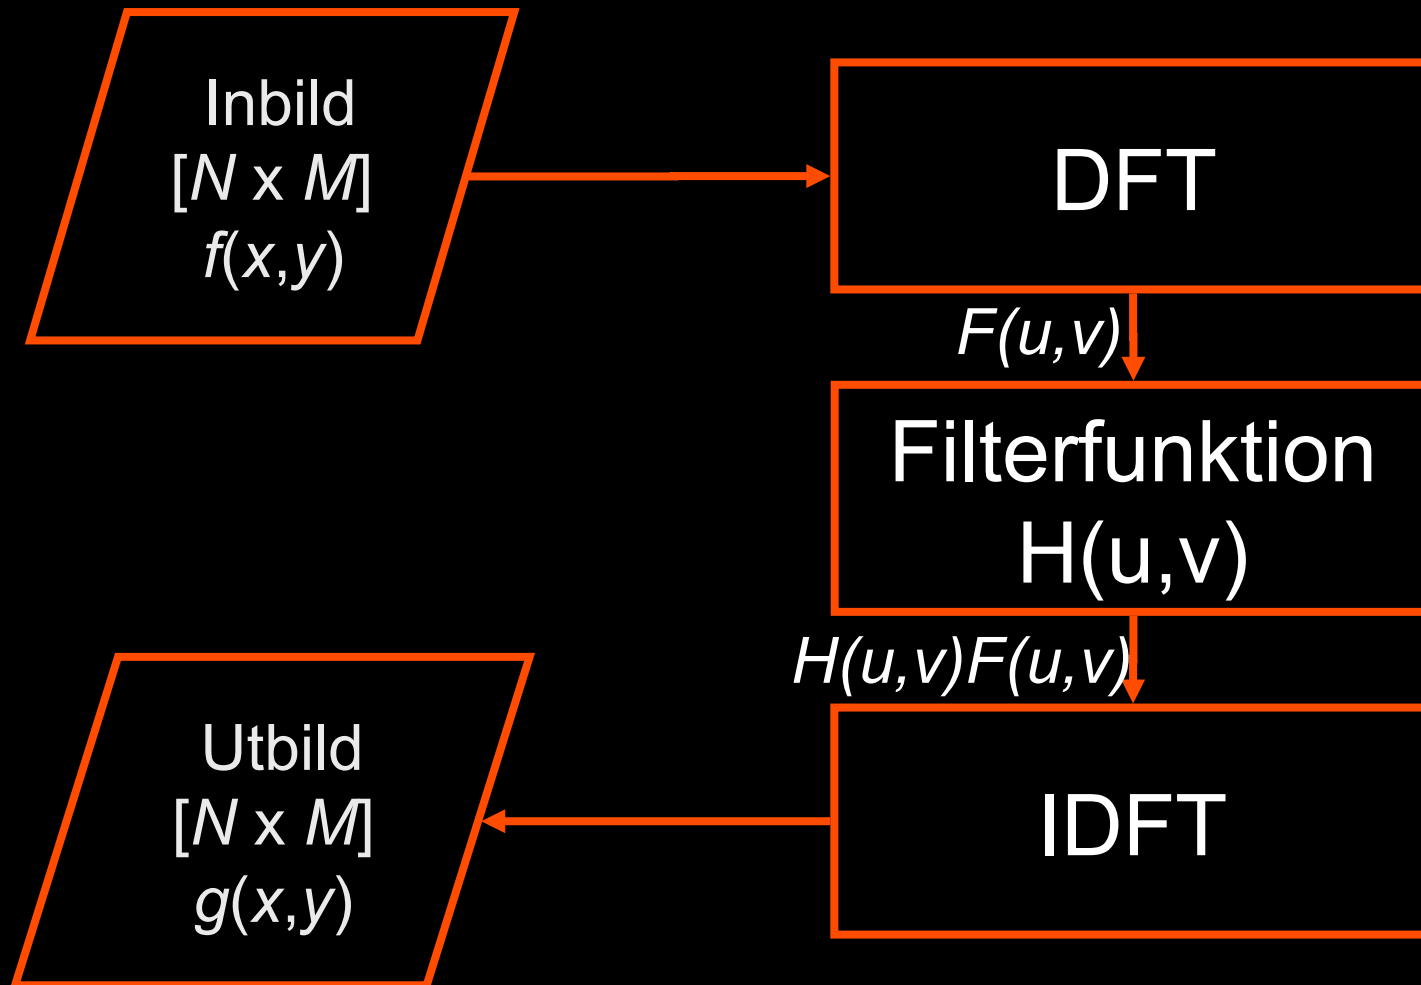 Inbild
[N x M]
f(x,y)
DFT
F(u,v)
Filterfunktion
H(u,v)
H(u,v)F(u,v)
IDFT
Utbild
[N x M]
g(x,y)